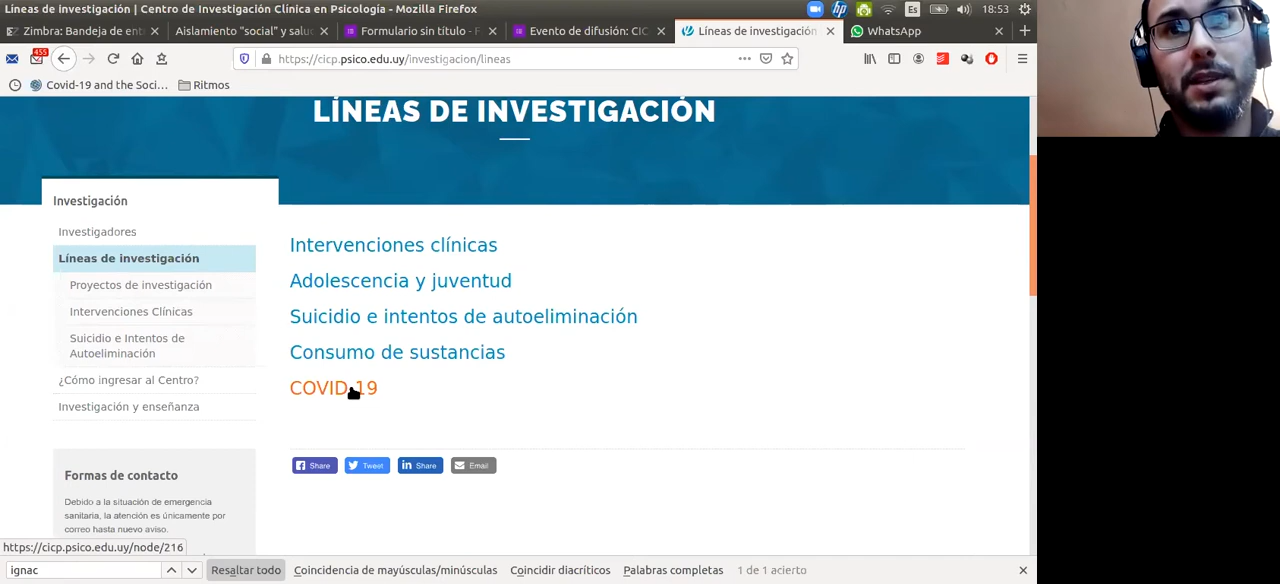 Líneas de investigación | Centro de Investigación Clínica en Psicología - Mozilla Firefox
hp Es 18:53
Zimbra: Bandeja de ent
Aislamiento "social" y salu
Formulario sin título - F
Evento de difusión: CIC
Líneas de investigación
WhatsApp
455
https://cicp.psico.edu.uy/investigacion/lineas
Covid-19 and the Soci...
Ritmos
LÍNEAS DE INVESTIGACIÓN
Investigación
Investigadores
Líneas de investigación
Proyectos de investigación
Intervenciones Clínicas
Suicidio e Intentos de
Autoeliminación
¿Cómo ingresar al Centro?
Investigación y enseñanza
Intervenciones clínicas
Adolescencia y juventud
Suicidio e intentos de autoeliminación
Consumo de sustancias
COVID-19
Share
Tweet
Share
Email
Formas de contacto
Debido a la situación de emergencia
sanitaria, la atención es únicamente por
correo hasta nuevo aviso.
https://cicp.psico.edu.uy/node/216
ignac
Resaltar todo
Coincidencia de mayúsculas/minúsculas
Coincidir diacríticos
Palabras completas
1 de 1 acierto